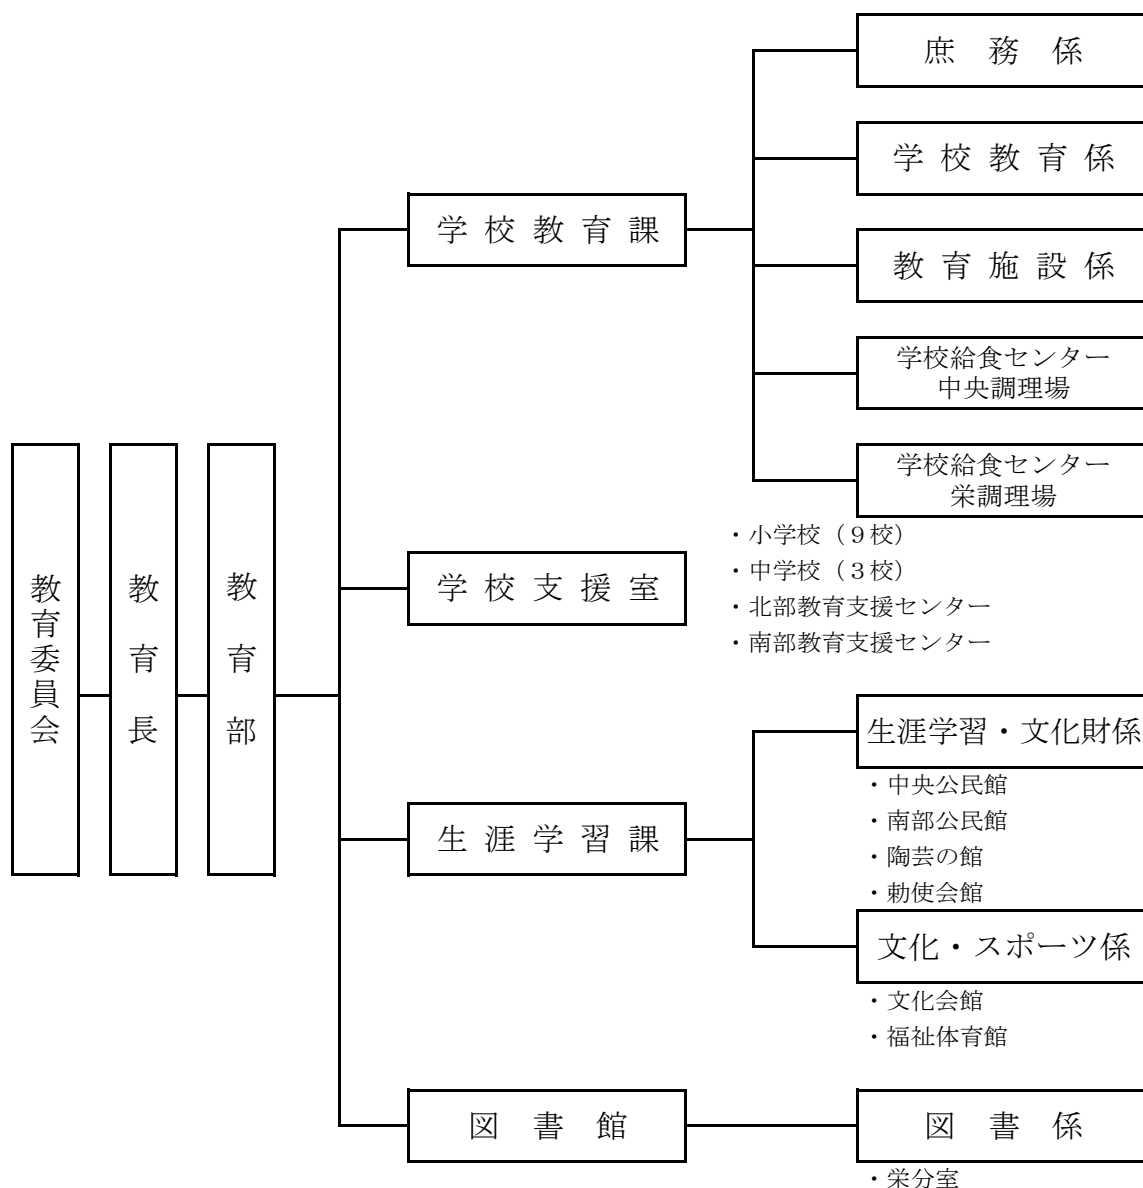 教育委員会
教育長
教育部
学校教育課
庶務係
学校教育係
教育施設係
学校給食センター
中央調理場
学校給食センター
栄調理場
学校支援室
・小学校（９校）
・中学校（３校）
・北部教育支援センター
・南部教育支援センター
生涯学習課
生涯学習・文化財係
・中央公民館
・南部公民館
・陶芸の館
・勅使会館
文化・スポーツ係
・文化会館
・福祉体育館
図書館
図書係
・栄分室